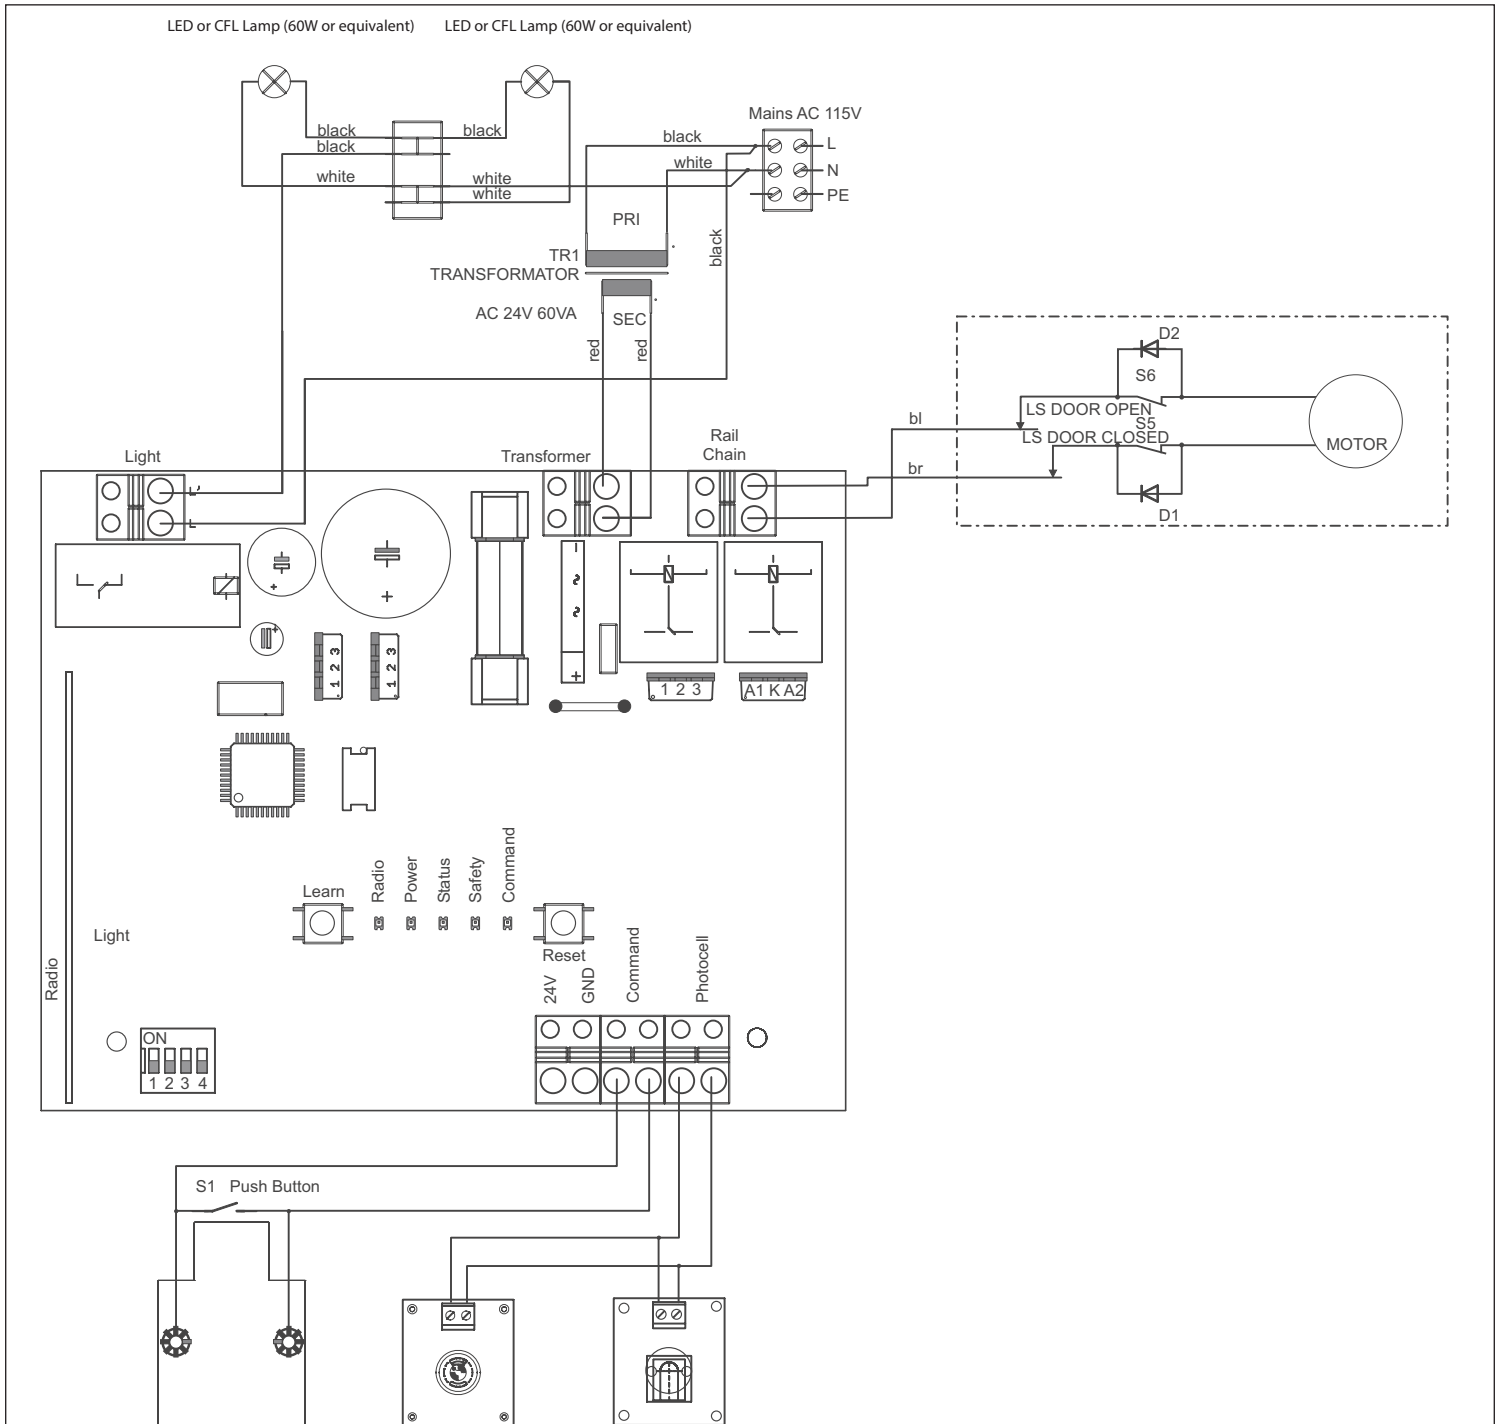 LED or CFL Lamp (60W or equivalent) LED or CFL Lamp (60W or equivalent)
Mains AC 115V
black black black L
black
white N
white white
white PE
PRI
black
TR1
TRANSFORMATOR
AC 24V 60VA SEC
red red
D2
S6
LS DOOR OPEN
bl S5
LS DOOR CLOSED
MOTOR
br
D1
Light Transformer Rail
Chain
L'
L
+
+
+
- ~ ~ +
1 2 3
1 2 3
1 2 3 A1 K A2
Radio
Power
Status
Safety
Command
Learn
Light
Reset
Radio
24V
GND
Command
Photocell
ON
1 2 3 4
S1 Push Button